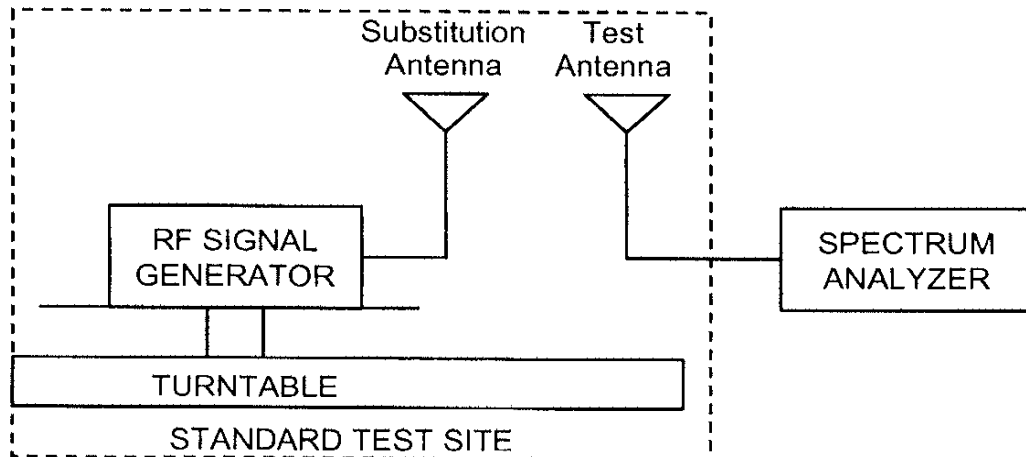 Substitution
Antenna
Test
Antenna
RF SIGNAL
GENERATOR
SPECTRUM
ANALYZER
TURNTABLE
STANDARD TEST SITE